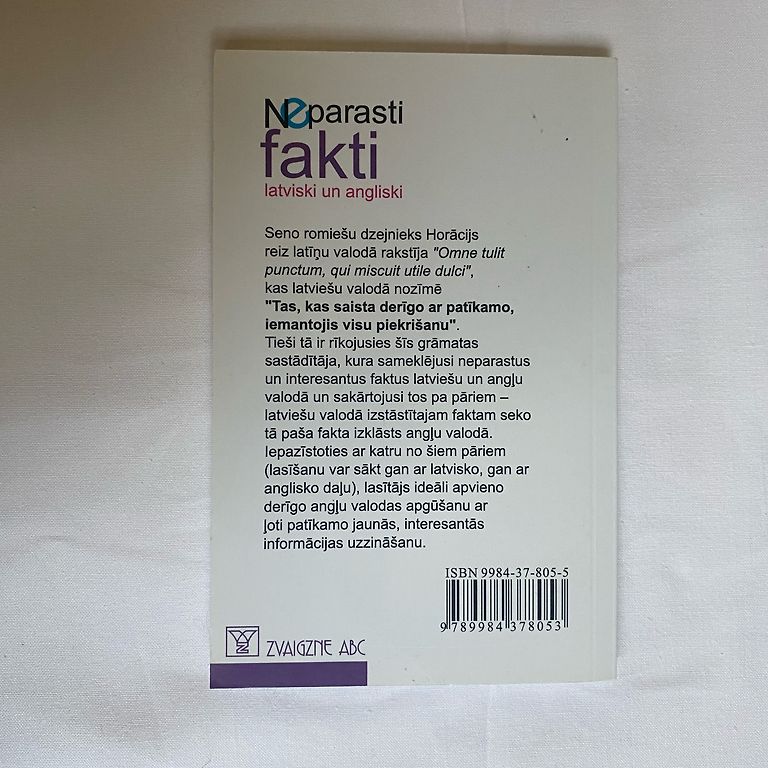 Neparasti
fakti
latviski un angliski
Seno romiešu dzejnieks Horācijs
reiz latīņu valodā rakstīja "Omne tulit
punctum, qui miscuit utile dulci",
kas latviešu valodā nozīmē
"Tas, kas saista derīgo ar patīkamo,
iemantojis visu piekrišanu".
Tieši tā ir rīkojusies šīs grāmatas
sastādītāja, kura sameklējusi neparastus
un interesantus faktus latviešu un angļu
valodā un sakārtojusi tos pa pāriem –
latviešu valodā izstāstītajam faktam seko
tā paša fakta izklāsts angļu valodā.
Iepazīstoties ar katru no šiem pāriem
(lasīšanu var sākt gan ar latvisko, gan ar
anglisko daļu), lasītājs ideāli apvieno
derīgo angļu valodas apgūšanu ar
ļoti patīkamo jaunās, interesantās
informācijas uzzināšanu.
ISBN 9984-37-805-5
9 789984 378053
ZVAIGZNE ABC